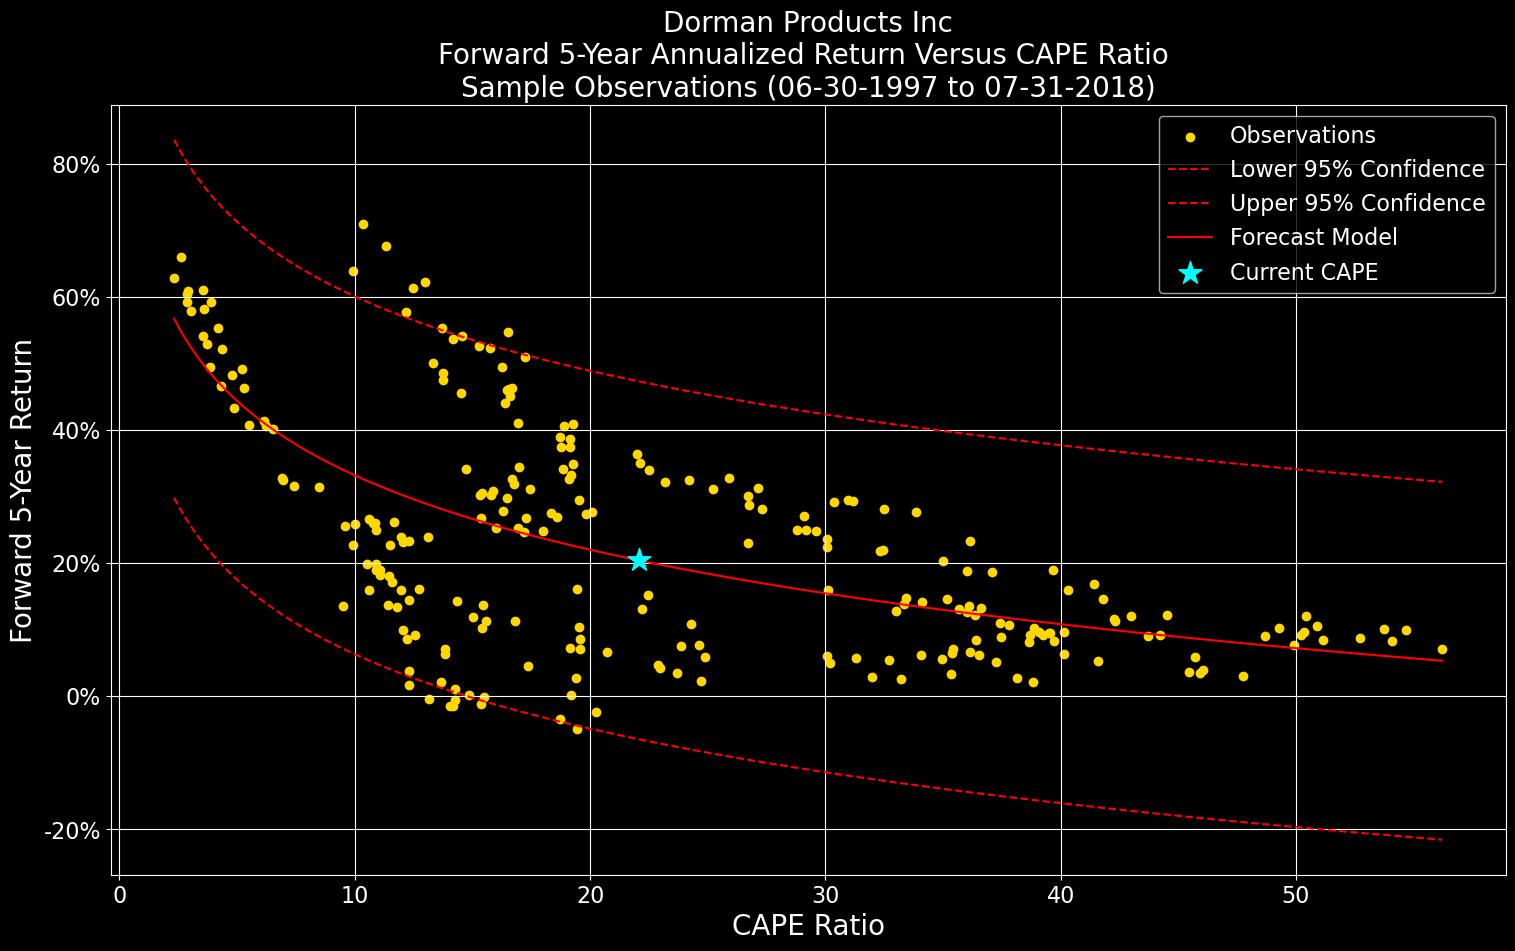 Dorman Products Inc
Forward 5-Year Annualized Return Versus CAPE Ratio
Sample Observations (06-30-1997 to 07-31-2018)
Observations
Lower 95% Confidence
Upper 95% Confidence
Forecast Model
Current CAPE
Forward 5-Year Return
80%
60%
40%
20%
0%
-20%
0 10 20 30 40 50
CAPE Ratio